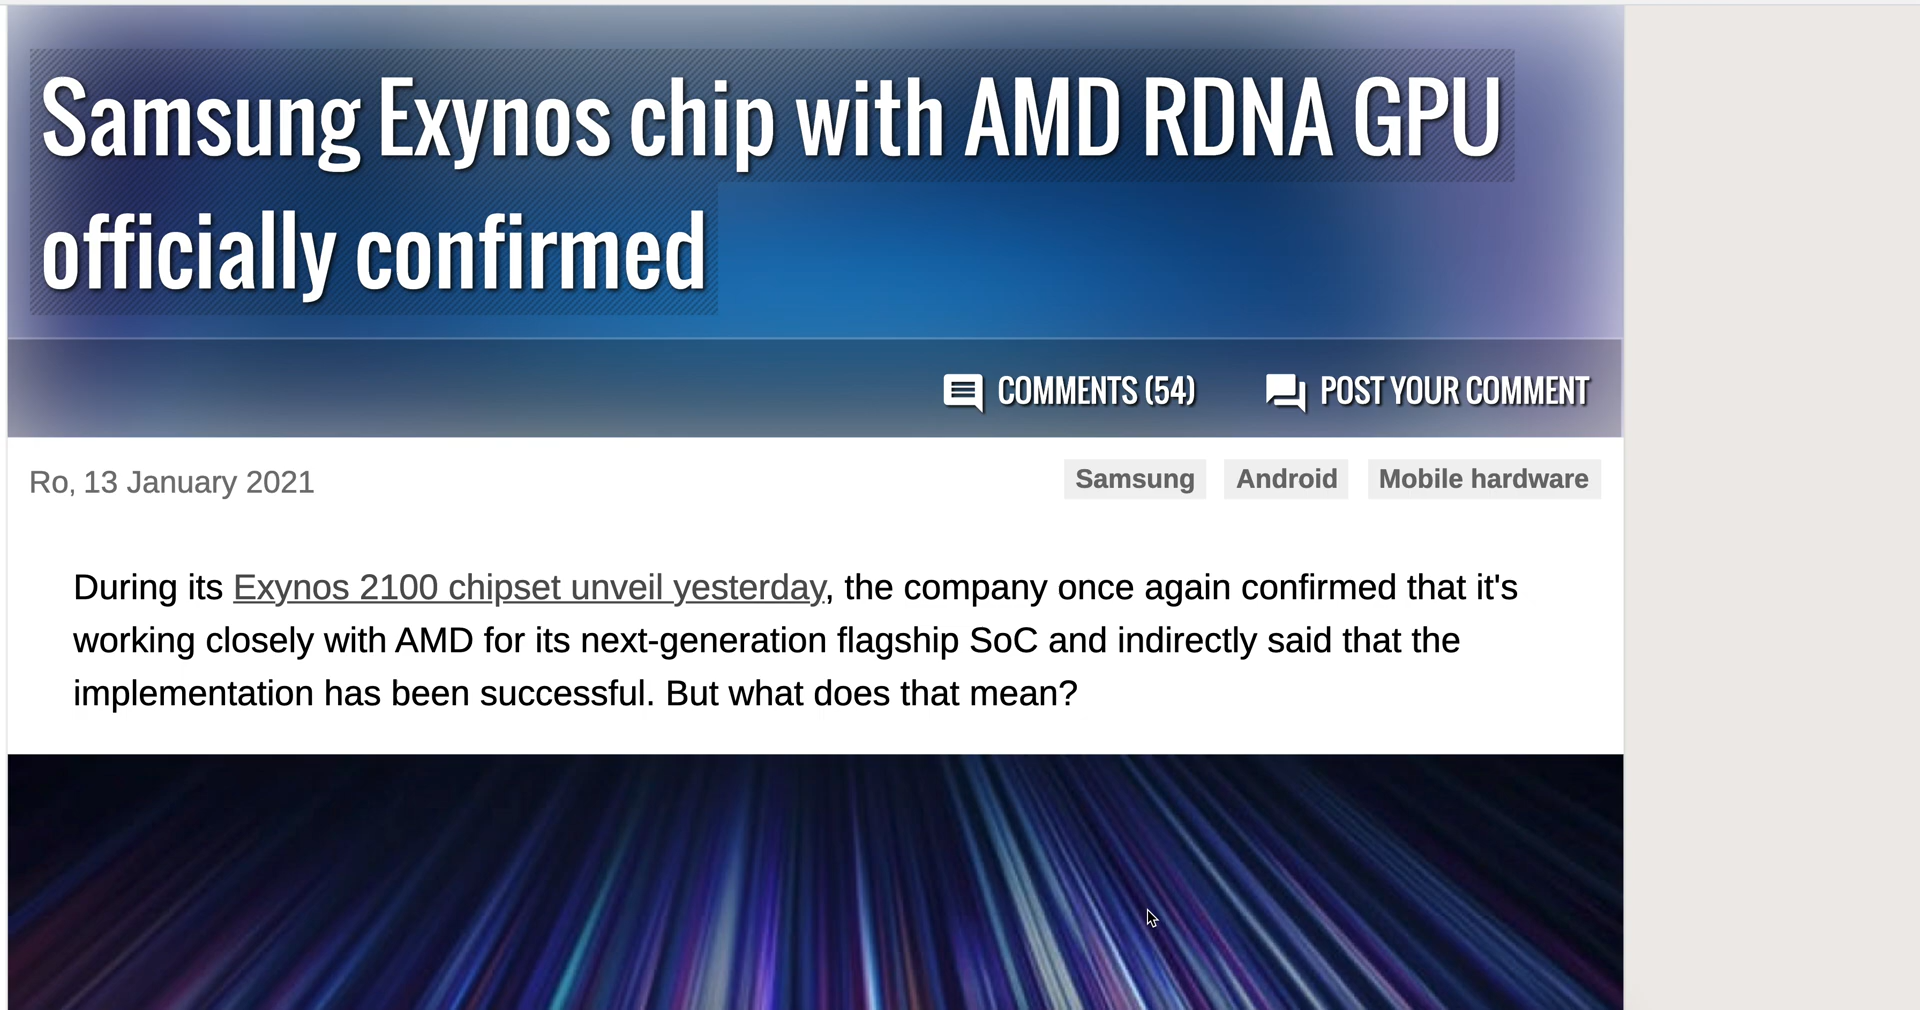 Samsung Exynos chip with AMD RDNA GPU
officially confirmed
COMMENTS (54) POST YOUR COMMENT
Ro, 13 January 2021 Samsung Android Mobile hardware
During its Exynos 2100 chipset unveil yesterday, the company once again confirmed that it's
working closely with AMD for its next-generation flagship SoC and indirectly said that the
implementation has been successful. But what does that mean?